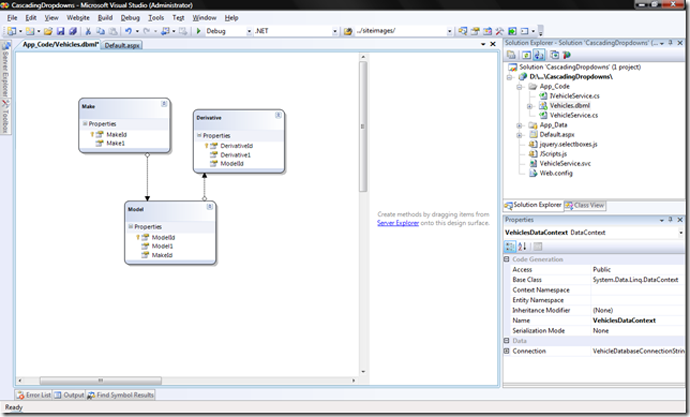 CascadingDropdowns - Microsoft Visual Studio (Administrator)
File Edit View Website Build Debug Data Tools Test Window Help
Debug .NET ../siteimages/
Server Explorer
Toolbox
App_Code/Vehicles.dbml* Default.aspx
Make
Properties
MakeId
Make1
Derivative
Properties
DerivativeId
Derivative1
ModelId
Model
Properties
ModelId
Model1
MakeId
Create methods by dragging items from
Server Explorer onto this design surface.
Error List Output Find Symbol Results
Ready
Solution Explorer - Solution 'CascadingDropdowns' (...
Solution 'CascadingDropdowns' (1 project)
D:\...\CascadingDropdowns\
App_Code
IVehicleService.cs
Vehicles.dbml
VehicleService.cs
App_Data
Default.aspx
jquery.selectboxes.js
JScripts.js
VehicleService.svc
Web.config
Solution Explorer Class View
Properties
VehiclesDataContext DataContext
Code Generation
Access Public
Base Class System.Data.Linq.DataContext
Context Namespace
Entity Namespace
Inheritance Modifier (None)
Name VehiclesDataContext
Serialization Mode None
Data
Connection VehicleDatabaseConnectionStrin